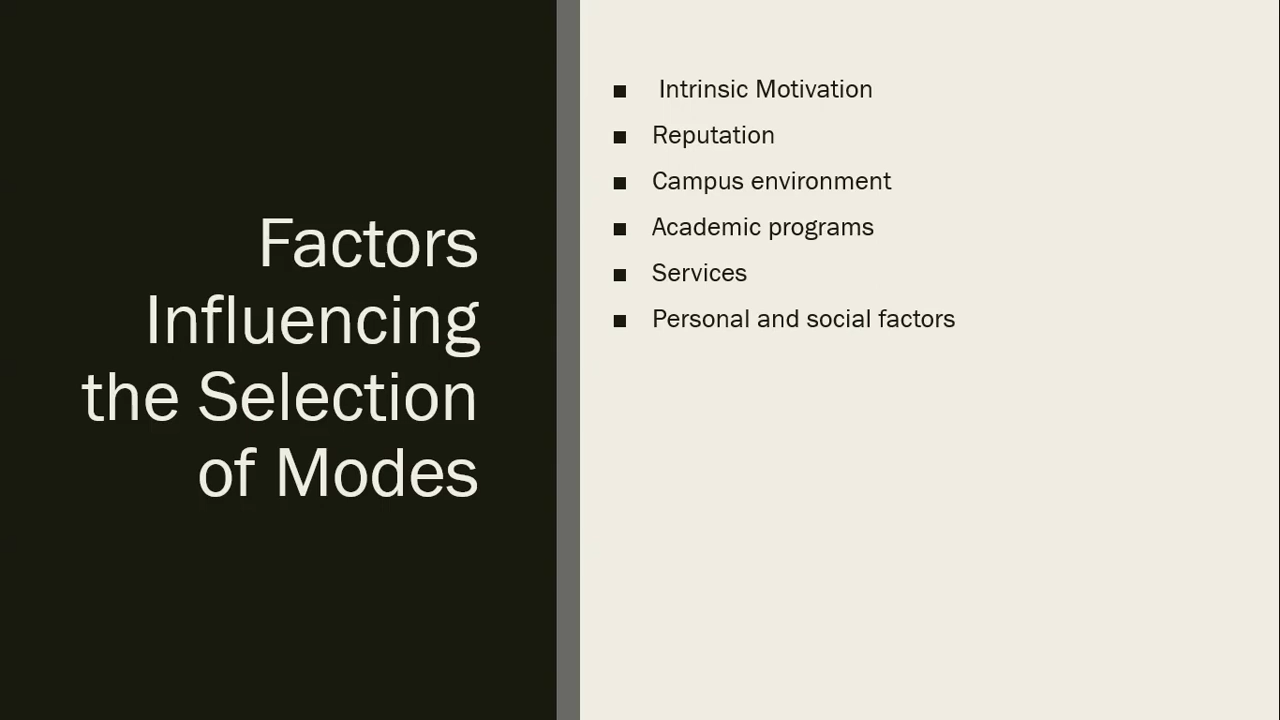 Factors
Influencing
the Selection
of Modes
■ Intrinsic Motivation
■ Reputation
■ Campus environment
■ Academic programs
■ Services
■ Personal and social factors